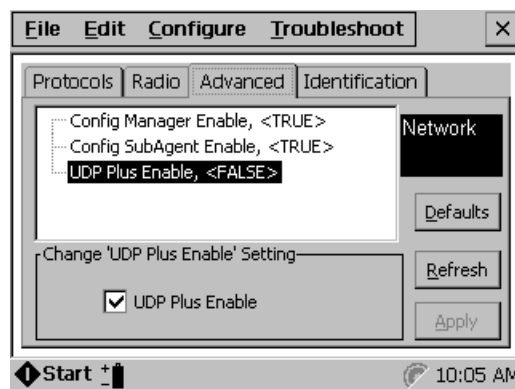 File Edit Configure Troubleshoot
Protocols Radio Advanced Identification
Config Manager Enable, <TRUE>
Config SubAgent Enable, <TRUE>
UDP Plus Enable, <FALSE>
Network
Defaults
Change 'UDP Plus Enable' Setting
Refresh
UDP Plus Enable
Apply
Start 10:05 AM